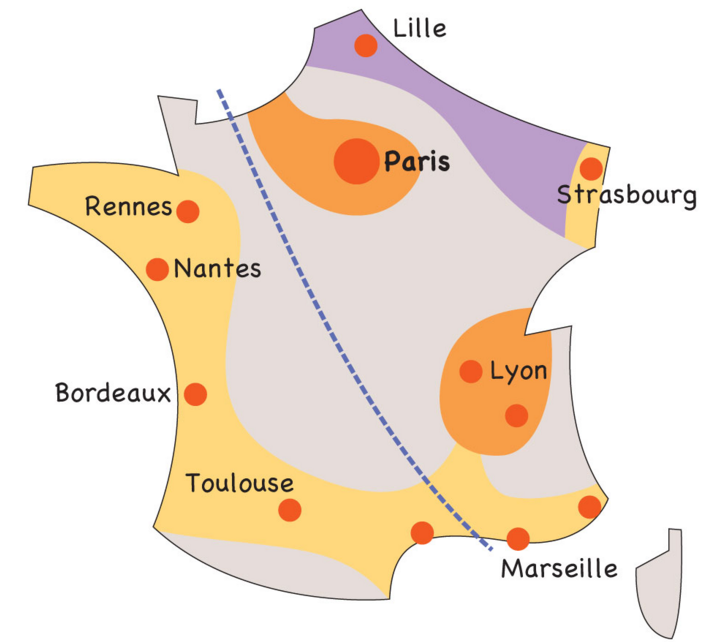 Lille
Paris
Strasbourg
Rennes
Nantes
Lyon
Bordeaux
Toulouse
Marseille